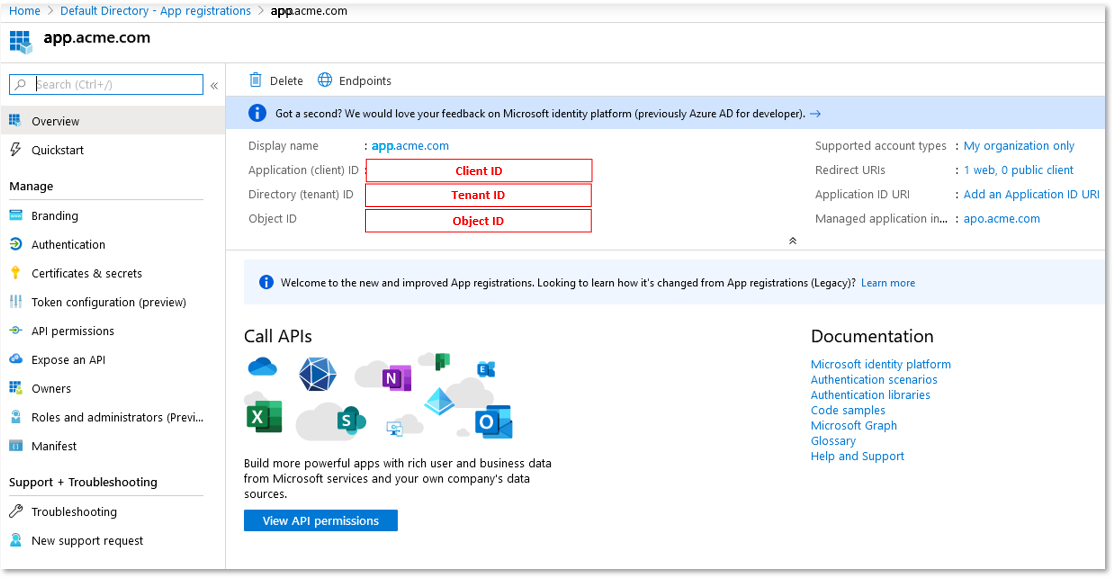 Home > Default Directory - App registrations > app.acme.com
app.acme.com
Search (Ctrl+/)
«
Overview
Quickstart
Manage
Branding
Authentication
Certificates & secrets
Token configuration (preview)
API permissions
Expose an API
Owners
Roles and administrators (Previ...
Manifest
Support + Troubleshooting
Troubleshooting
New support request
Delete
Endpoints
Got a second? We would love your feedback on Microsoft identity platform (previously Azure AD for developer). →
Display name : app.acme.com
Application (client) ID : Client ID
Directory (tenant) ID Tenant ID
Object ID Object ID
Supported account types : My organization only
Redirect URIs : 1 web, 0 public client
Application ID URI : Add an Application ID URI
Managed application in... : apo.acme.com
Welcome to the new and improved App registrations. Looking to learn how it's changed from App registrations (Legacy)? Learn more
Call APIs
N
E
X
S
O
Build more powerful apps with rich user and business data
from Microsoft services and your own company's data
sources.
View API permissions
Documentation
Microsoft identity platform
Authentication scenarios
Authentication libraries
Code samples
Microsoft Graph
Glossary
Help and Support